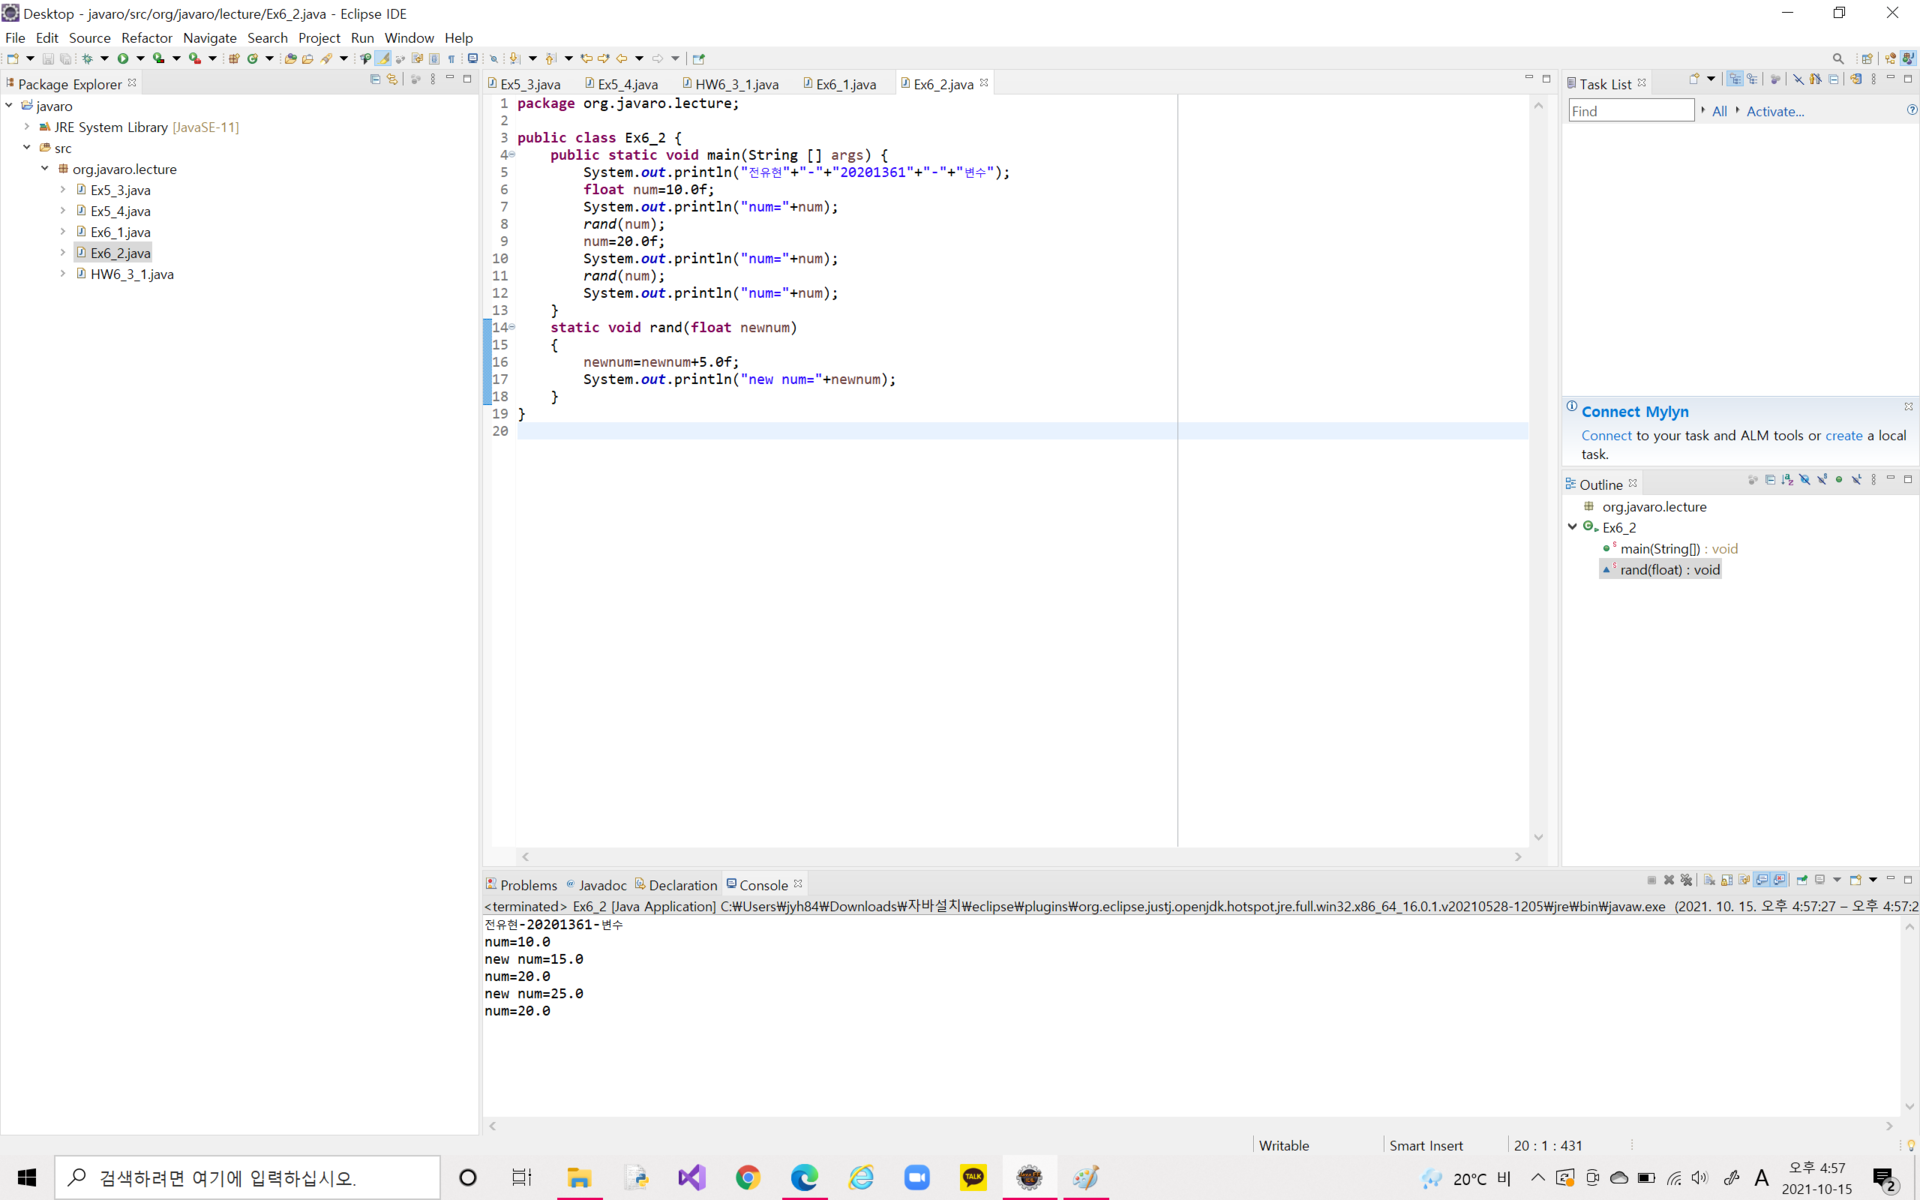 Desktop - javaro/src/org/javaro/lecture/Ex6_2.java - Eclipse IDE
File Edit Source Refactor Navigate Search Project Run Window Help
Package Explorer
javaro
JRE System Library [JavaSE-11]
src
org.javaro.lecture
Ex5_3.java
Ex5_4.java
Ex6_1.java
Ex6_2.java
HW6_3_1.java
Ex5_3.java Ex5_4.java HW6_3_1.java Ex6_1.java Ex6_2.java
1 package org.javaro.lecture;
2
3 public class Ex6_2 {
4 public static void main(String [] args) {
5 System.out.println("전유현"+"-"+"20201361"+"-"+"변수");
6 float num=10.0f;
7 System.out.println("num="+num);
8 rand(num);
9 num=20.0f;
10 System.out.println("num="+num);
11 rand(num);
12 System.out.println("num="+num);
13 }
14 static void rand(float newnum)
15 {
16 newnum=newnum+5.0f;
17 System.out.println("new num="+newnum);
18 }
19 }
20
Task List
Find All Activate...
Connect Mylyn
Connect to your task and ALM tools or create a local
task.
Outline
org.javaro.lecture
Ex6_2
main(String[]) : void
rand(float) : void
Problems Javadoc Declaration Console
<terminated> Ex6_2 [Java Application] C:₩Users₩jyh84₩Downloads₩자바설치₩eclipse₩plugins₩org.eclipse.justj.openjdk.hotspot.jre.full.win32.x86_64_16.0.1.v20210528-1205₩jre₩bin₩javaw.exe (2021. 10. 15. 오후 4:57:27 – 오후 4:57:2
전유현-20201361-변수
num=10.0
new num=15.0
num=20.0
new num=25.0
num=20.0
Writable Smart Insert 20 : 1 : 431
검색하려면 여기에 입력하십시오.
TALK
20°C 비
A
오후 4:57
2021-10-15
2